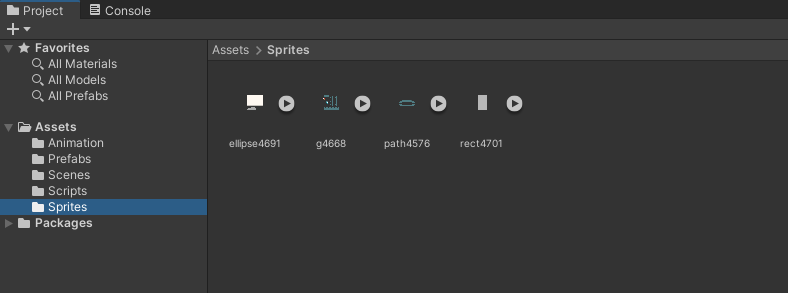 Project
Console
Favorites
All Materials
All Models
All Prefabs
Assets
Animation
Prefabs
Scenes
Scripts
Sprites
Packages
Assets > Sprites
ellipse4691
g4668
path4576
rect4701